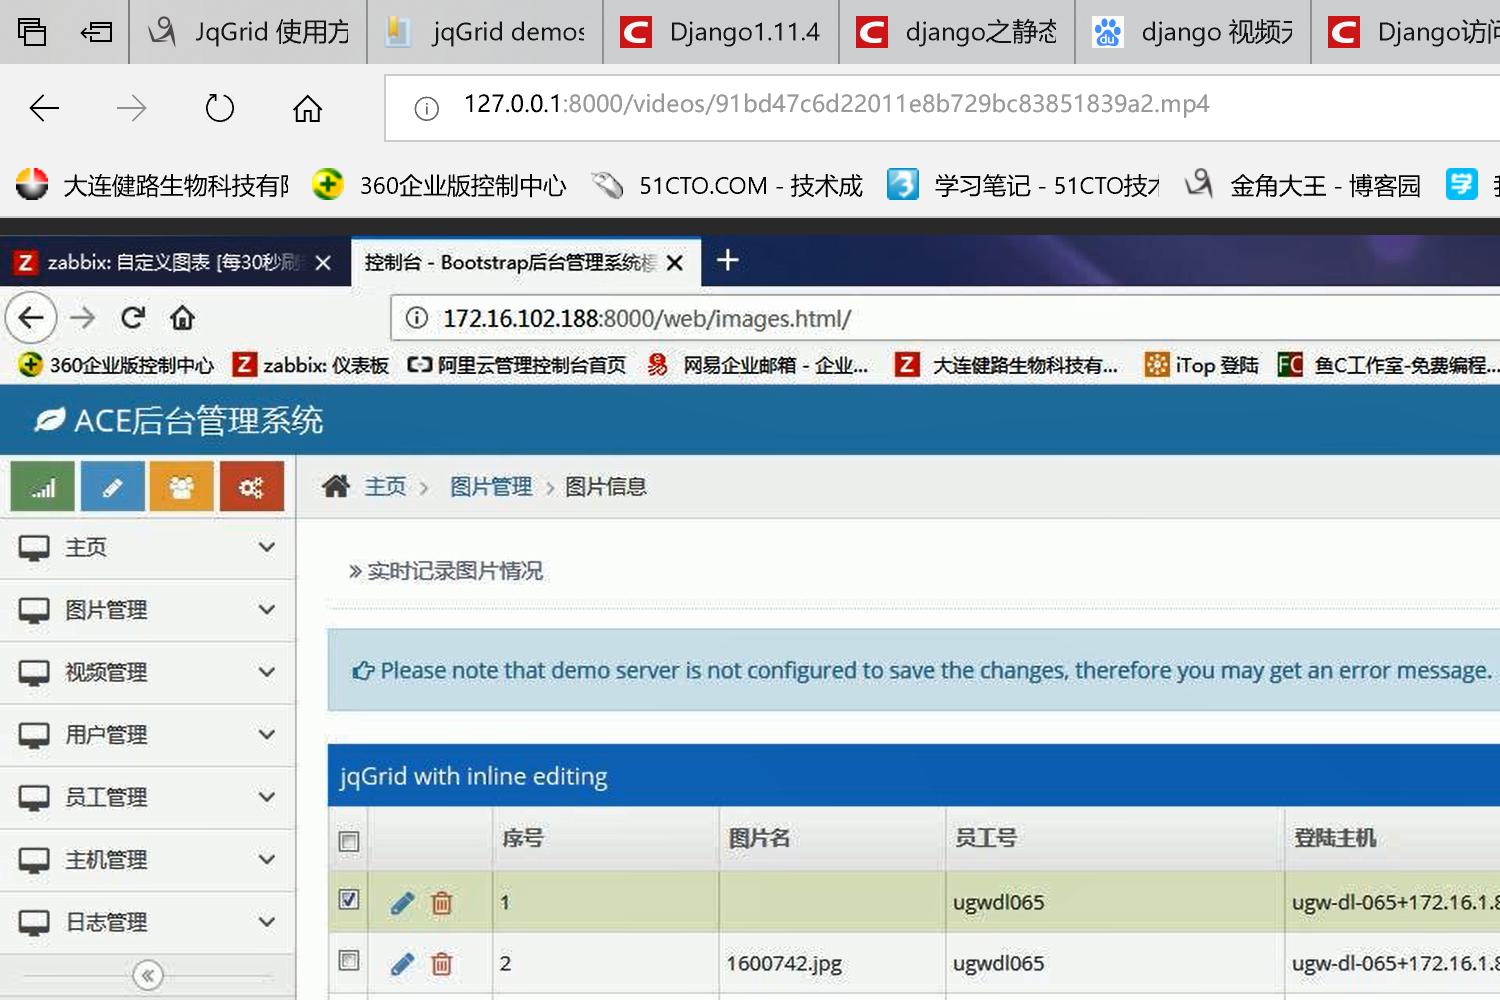 JqGrid 使用方
jqGrid demos
Django1.11.4
django之静态
django 视频
Django访问
127.0.0.1:8000/videos/91bd47c6d22011e8b729bc83851839a2.mp4
大连健路生物科技有
360企业版控制中心
51CTO.COM - 技术成
学习笔记 - 51CTO技
金角大王 - 博客园
学
zabbix: 自定义图表 [每30秒刷
控制台 - Bootstrap后台管理系统
172.16.102.188:8000/web/images.html/
360企业版控制中心
zabbix: 仪表板
阿里云管理控制台首页
网易企业邮箱 - 企业...
大连健路生物科技有...
iTop 登陆
鱼C工作室-免费编程...
ACE后台管理系统
主页
图片管理
图片信息
主页
实时记录图片情况
图片管理
视频管理
Please note that demo server is not configured to save the changes, therefore you may get an error message.
用户管理
jqGrid with inline editing
员工管理
序号 图片名 员工号 登陆主机
主机管理
1 ugwdl065 ugw-dl-065+172.16.1.8
日志管理
2 1600742.jpg ugwdl065 ugw-dl-065+172.16.1.8